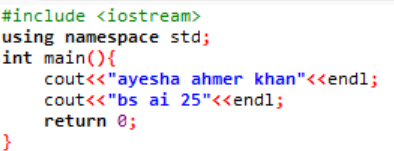 #include <iostream>
using namespace std;
int main(){
    cout<<"ayesha ahmer khan"<<endl;
    cout<<"bs ai 25"<<endl;
    return 0;
}